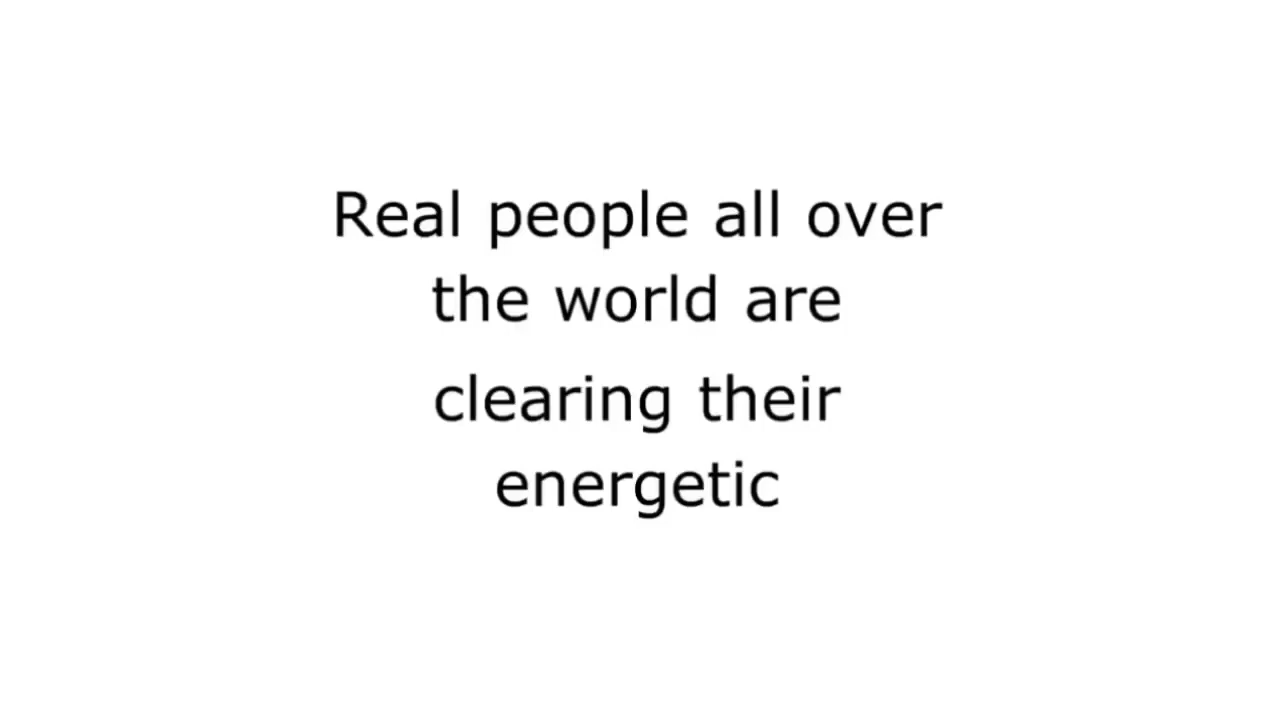 Real people all over
the world are
clearing their
energetic